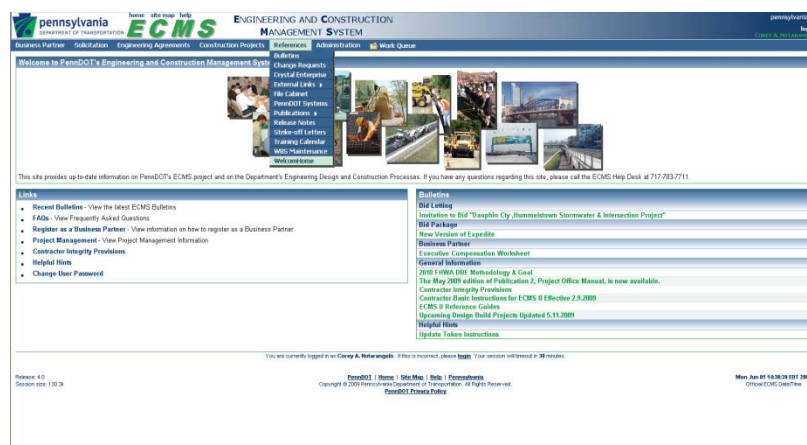 pennsylvania
DEPARTMENT OF TRANSPORTATION
home site map help
ECMS
ENGINEERING AND CONSTRUCTION
MANAGEMENT SYSTEM
pennsylvania
Business Partner Solicitation Engineering Agreements Construction Projects References Administration Work Queue
Bulletins
Change Requests
Crystal Enterprise
External Links
File Cabinet
PennDOT Systems
Publications
Release Notes
Strike-off Letters
Training Calendar
WBS Maintenance
WelcomHome
Welcome to PennDOT's Engineering and Construction Management Syst
This site provides up-to-date information on PennDOT's ECMS project and on the Department's Engineering Design and Construction Processes. If you have any questions regarding this site, please call the ECMS Help Desk at 717-783-7711.
Links
Recent Bulletins - View the latest ECMS Bulletins
FAQs - View Frequently Asked Questions
Register as a Business Partner - View information on how to register as a Business Partner
Project Management - View Project Management Information
Contractor Integrity Provisions
Helpful Hints
Change User Password
Bulletins
Bid Letting
Invitation to Bid "Dauphin Cty ,Hummelstown Stormwater & Intersection Project"
Bid Package
New Version of Expedite
Business Partner
Executive Compensation Worksheet
General Information
2010 FHWA DBE Methodology & Goal
The May 2009 edition of Publication 2, Project Office Manual, is now available.
Contractor Integrity Provisions
Contractor Basic Instructions for ECMS II Effective 2.9.2009
ECMS II Reference Guides
Upcoming Design Build Projects Updated 5.11.2009
Helpful Hints
Update Token Instructions
You are currently logged in as Corey A. Notarangelo. If this is incorrect, please login. Your session will timeout in 30 minutes.
Release: 4.0
Session size: 130.3k
PennDOT | Home | Site Map | Help | Pennsylvania
Copyright © 2009 Pennsylvania Department of Transportation. All Rights Reserved.
PennDOT Privacy Policy
Mon Jun 01 EDT
Official ECMS Date/Time